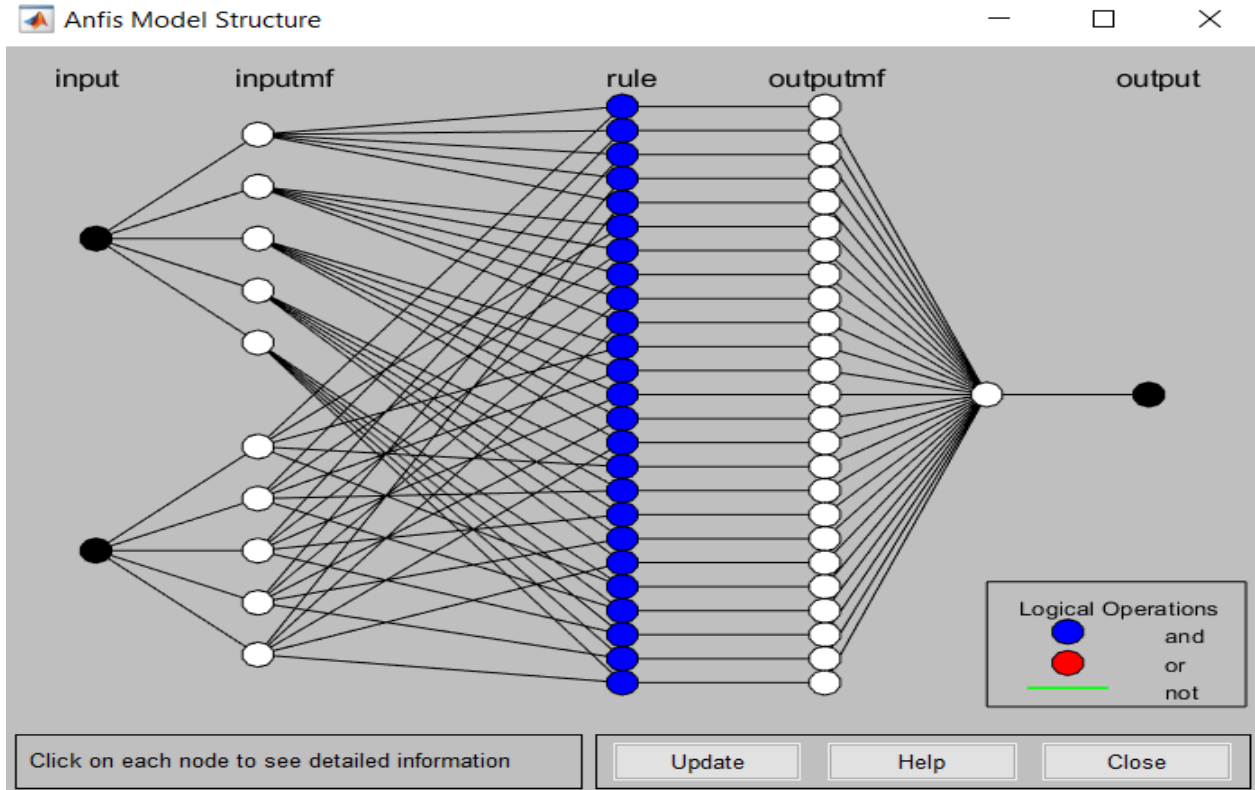 Anfis Model Structure
input inputmf rule outputmf output
Logical Operations
and
or
not
Click on each node to see detailed information
Update Help Close